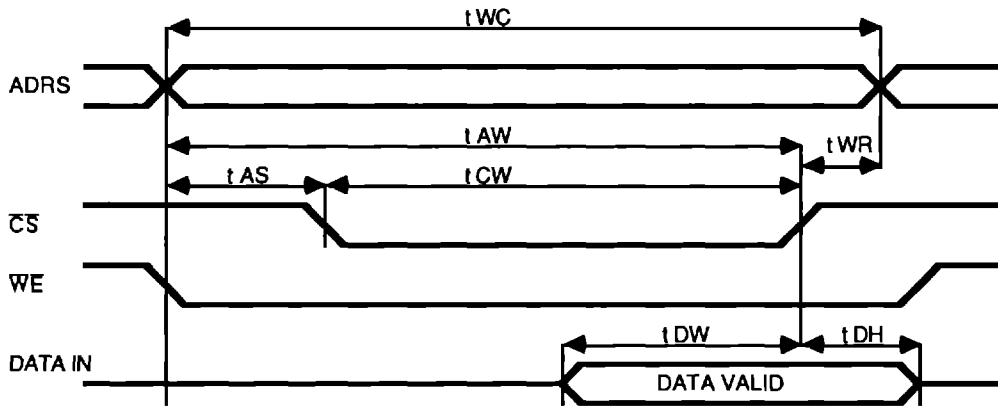 t WC
ADRS
t AW
t WR
t AS
t CW
CS
WE
t DW
t DH
DATA IN
DATA VALID